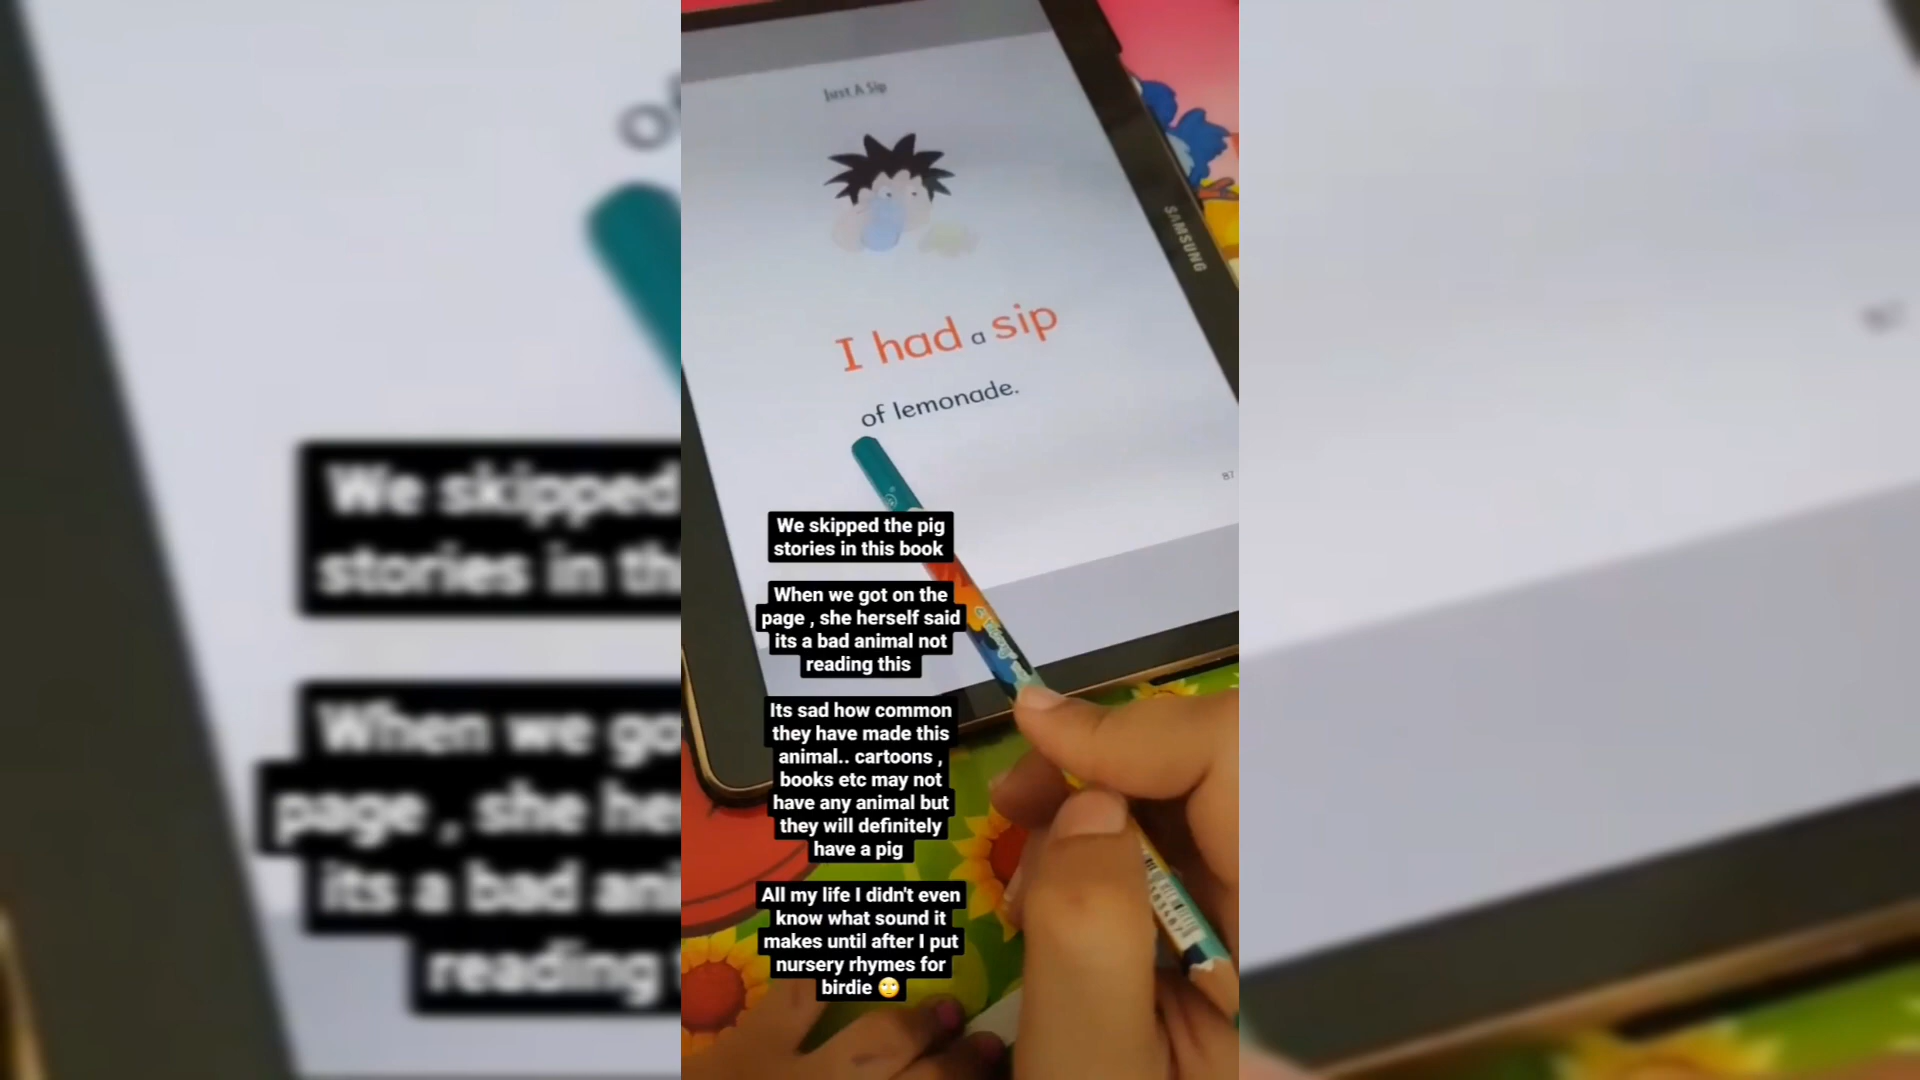 Just A Sip
SAMSUNG
I had a sip
of lemonade.
87
We skipped the pig
stories in this book
When we got on the
page , she herself said
its a bad animal not
reading this
Its sad how common
they have made this
animal.. cartoons ,
books etc may not
have any animal but
they will definitely
have a pig
All my life I didn't even
know what sound it
makes until after I put
nursery rhymes for
birdie 🙄